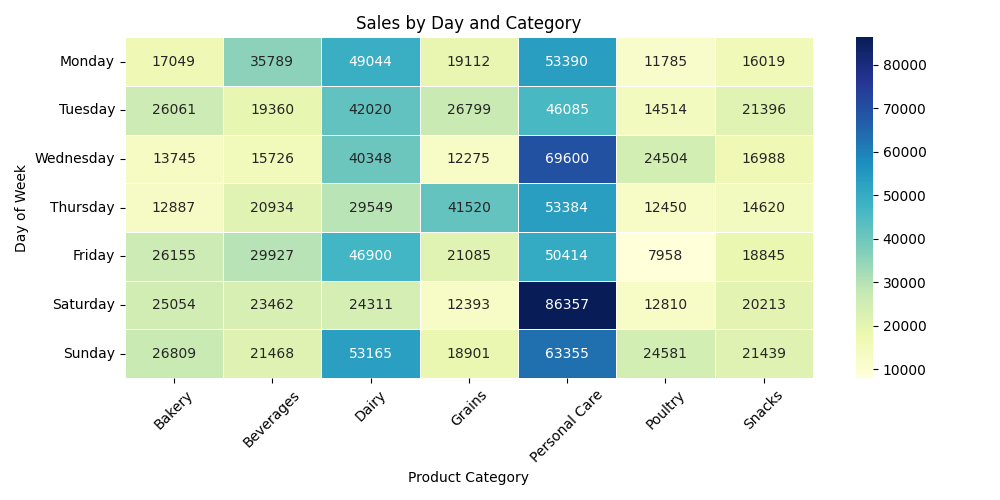 Sales by Day and Category
Monday 17049 35789 49044 19112 53390 11785 16019
Tuesday 26061 19360 42020 26799 46085 14514 21396
Wednesday 13745 15726 40348 12275 69600 24504 16988
Thursday 12887 20934 29549 41520 53384 12450 14620
Friday 26155 29927 46900 21085 50414 7958 18845
Saturday 25054 23462 24311 12393 86357 12810 20213
Sunday 26809 21468 53165 18901 63355 24581 21439
Bakery Beverages Dairy Grains Personal Care Poultry Snacks
Product Category
Day of Week
80000
70000
60000
50000
40000
30000
20000
10000